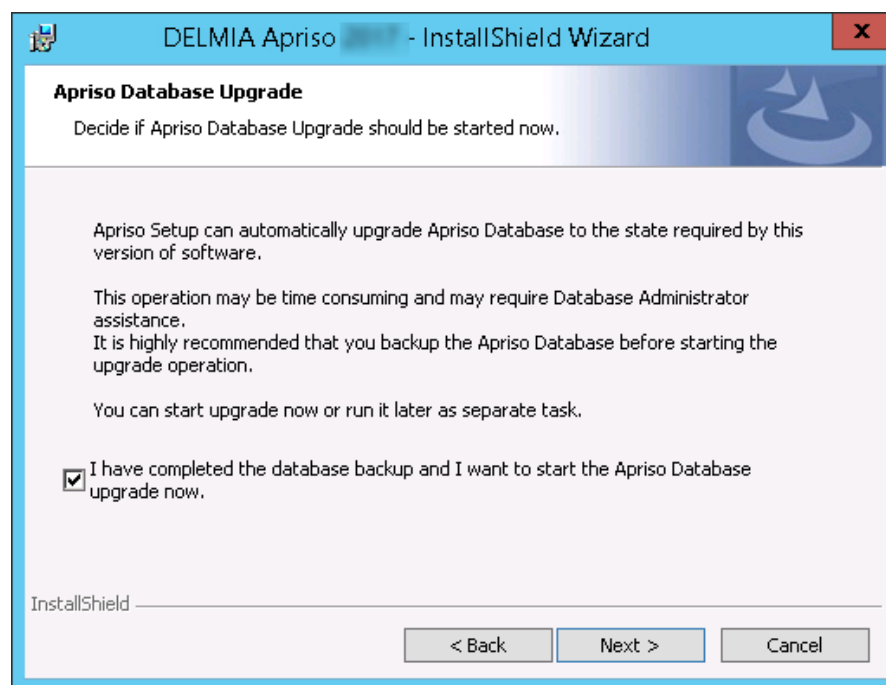 DELMIA Apriso - InstallShield Wizard
Apriso Database Upgrade
Decide if Apriso Database Upgrade should be started now.
Apriso Setup can automatically upgrade Apriso Database to the state required by this
version of software.
This operation may be time consuming and may require Database Administrator
assistance.
It is highly recommended that you backup the Apriso Database before starting the
upgrade operation.
You can start upgrade now or run it later as separate task.
I have completed the database backup and I want to start the Apriso Database
upgrade now.
InstallShield
< Back Next > Cancel